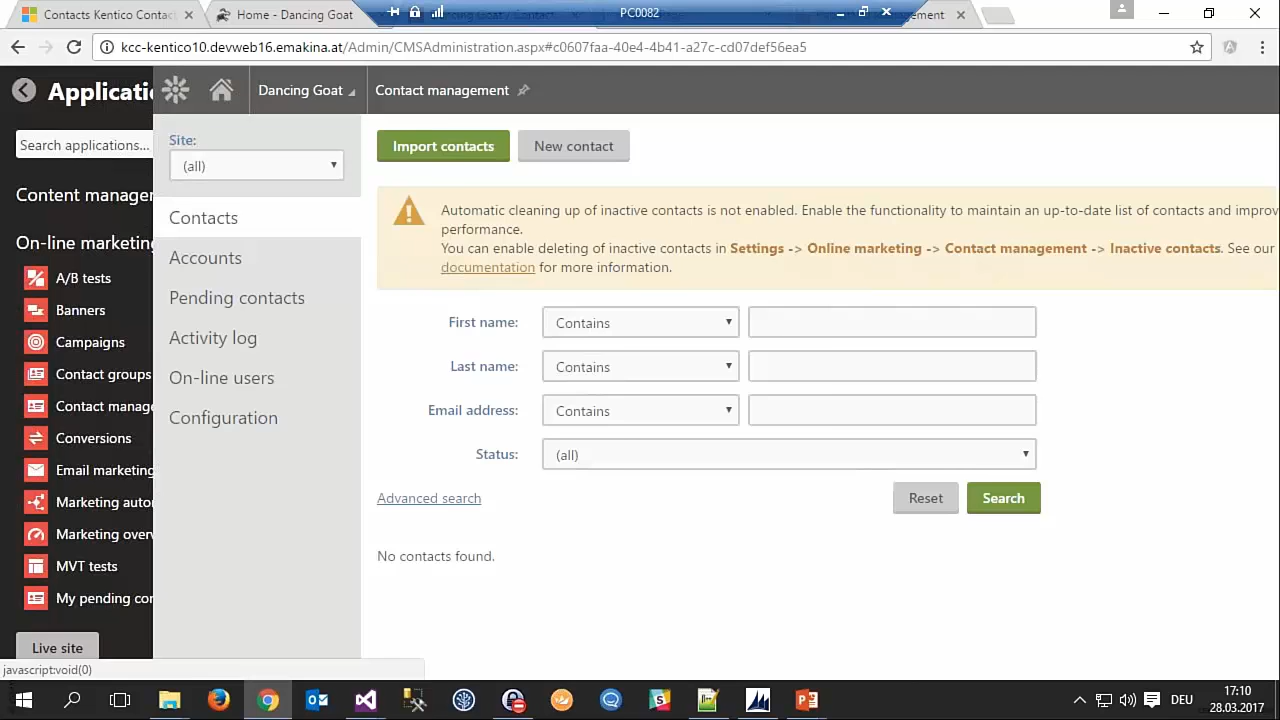 Contacts Kentico Contact
Home - Dancing Goat
PC0082
kcc-kentico10.devweb16.emakina.at/Admin/CMSAdministration.aspx#c0607faa-40e4-4b41-a27c-cd07def56ea5
Applicatio
Dancing Goat
Contact management
Search applications...
Site:
(all)
Import contacts
New contact
Content managem
On-line marketing
A/B tests
Banners
Campaigns
Contact groups
Contact manage
Conversions
Email marketing
Marketing auto
Marketing overv
MVT tests
My pending con
Live site
javascript:void(0)
Contacts
Accounts
Pending contacts
Activity log
On-line users
Configuration
Automatic cleaning up of inactive contacts is not enabled. Enable the functionality to maintain an up-to-date list of contacts and improv
performance.
You can enable deleting of inactive contacts in Settings -> Online marketing -> Contact management -> Inactive contacts. See our
documentation for more information.
First name:
Contains
Last name:
Contains
Email address:
Contains
Status:
(all)
Advanced search
Reset
Search
No contacts found.
DEU
17:10
28.03.2017